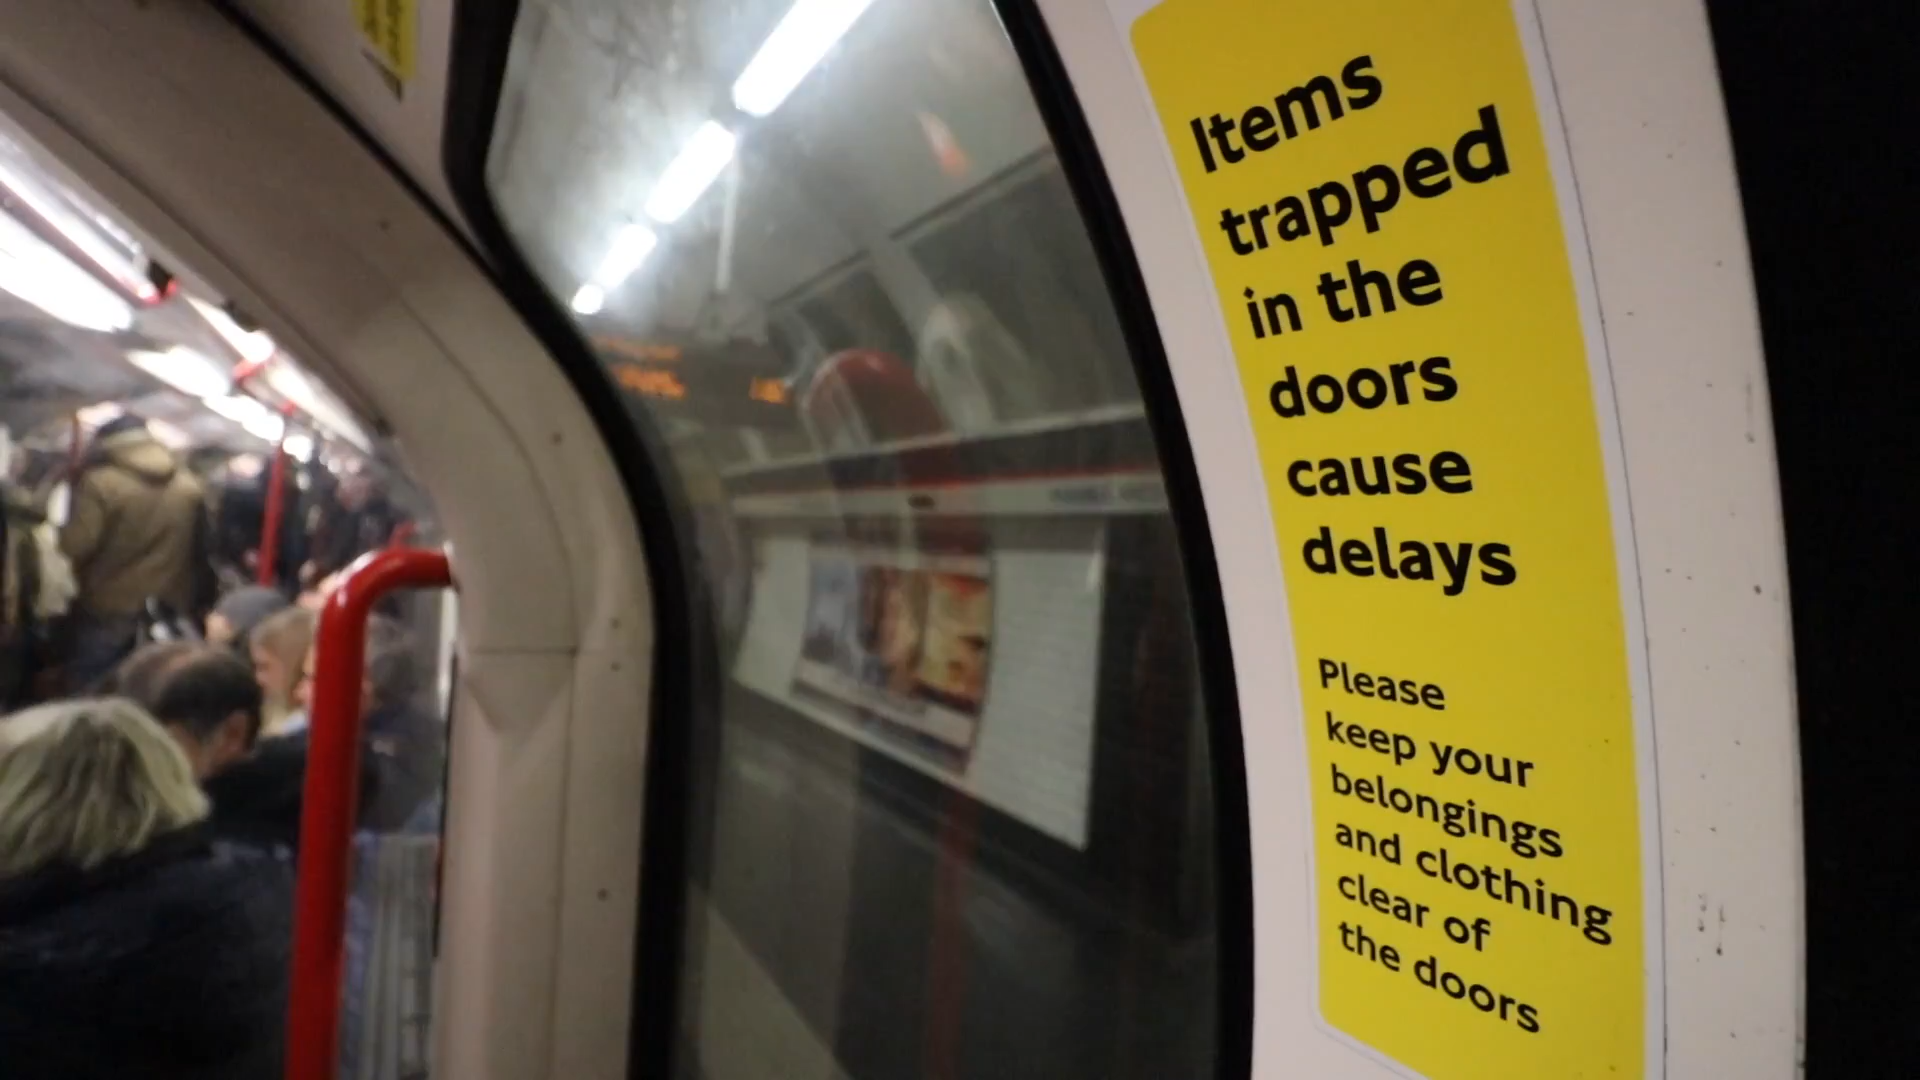 Items
trapped
in the
doors
cause
delays
Please
keep your
belongings
and clothing
clear of
the doors